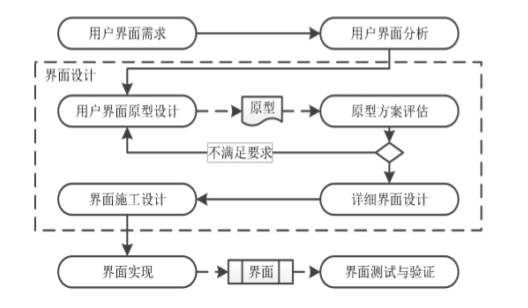 用户界面需求
用户界面分析
界面设计
用户界面原型设计
原型
原型方案评估
不满足要求
界面施工设计
详细界面设计
界面实现
界面
界面测试与验证